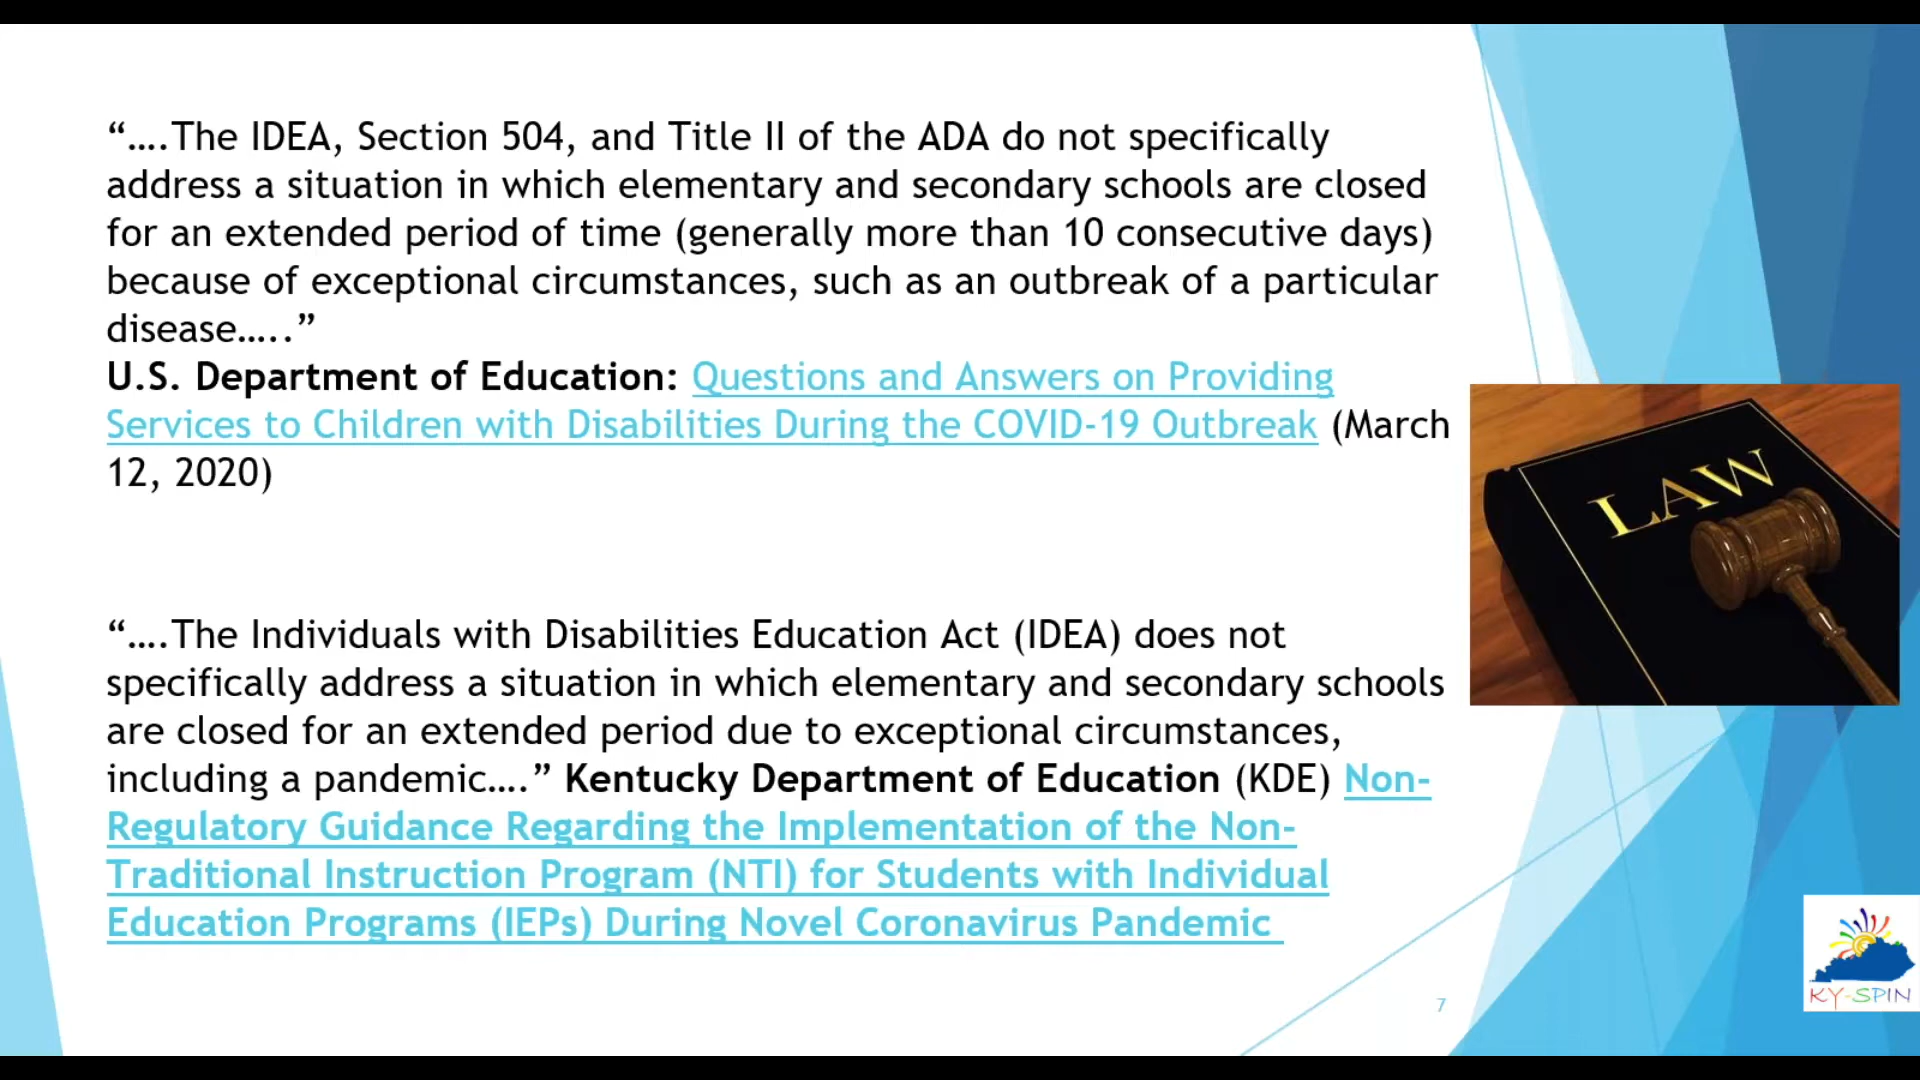 “….The IDEA, Section 504, and Title II of the ADA do not specifically
address a situation in which elementary and secondary schools are closed
for an extended period of time (generally more than 10 consecutive days)
because of exceptional circumstances, such as an outbreak of a particular
disease…..”
U.S. Department of Education: Questions and Answers on Providing
Services to Children with Disabilities During the COVID-19 Outbreak (March
12, 2020)
LAW
“….The Individuals with Disabilities Education Act (IDEA) does not
specifically address a situation in which elementary and secondary schools
are closed for an extended period due to exceptional circumstances,
including a pandemic….” Kentucky Department of Education (KDE) Non-
Regulatory Guidance Regarding the Implementation of the Non-
Traditional Instruction Program (NTI) for Students with Individual
Education Programs (IEPs) During Novel Coronavirus Pandemic
7
KY-SPIN